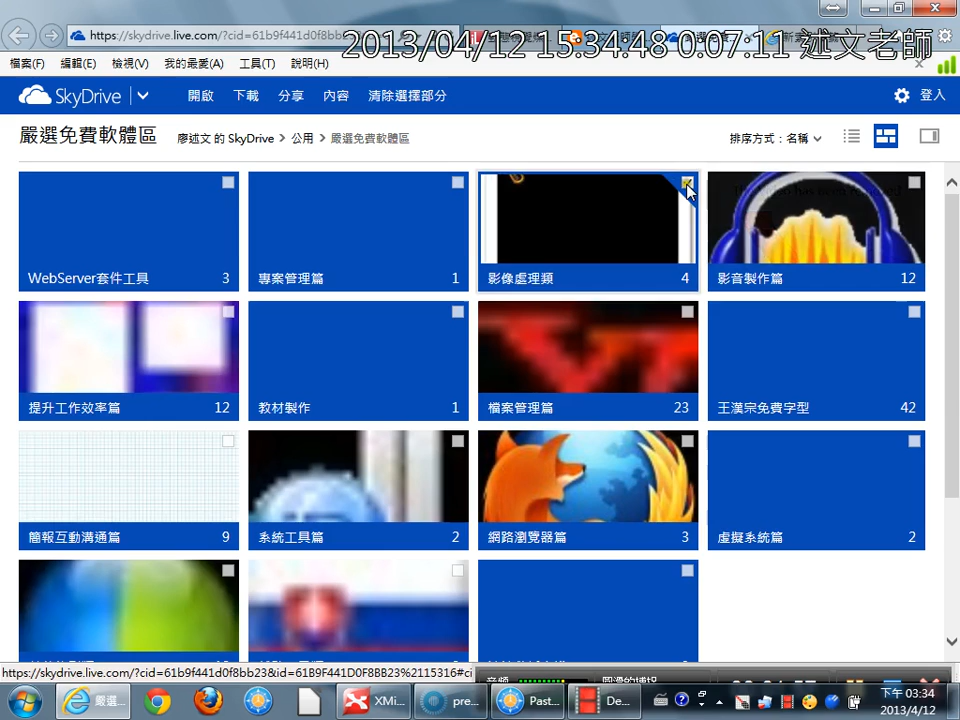 https://skydrive.live.com/?cid=61b9f441d0f8bb
2013/04/12 15:34:48 0:07:11 述文老師
檔案(F) 編輯(E) 檢視(V) 我的最愛(A) 工具(T) 說明(H)
SkyDrive 開啟 下載 分享 內容 清除選擇部分 登入
嚴選免費軟體區 廖述文 的 SkyDrive > 公用 > 嚴選免費軟體區 排序方式：名稱
WebServer套件工具 3 專案管理篇 1 影像處理類 4 影音製作篇 12
提升工作效率篇 12 教材製作 1 檔案管理篇 23 王漢宗免費字型 42
簡報互動溝通篇 9 系統工具篇 2 網路瀏覽器篇 3 虛擬系統篇 2
https://skydrive.live.com/?cid=61b9f441d0f8bb23&id=61B9F441D0F8BB23%2115316#ci
嚴選... XMi... pre... Past... De... 下午 03:34
2013/4/12